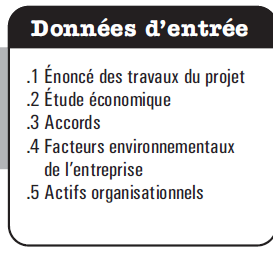 Données d'entrée
.1 Énoncé des travaux du projet
.2 Étude économique
.3 Accords
.4 Facteurs environnementaux
de l'entreprise
.5 Actifs organisationnels